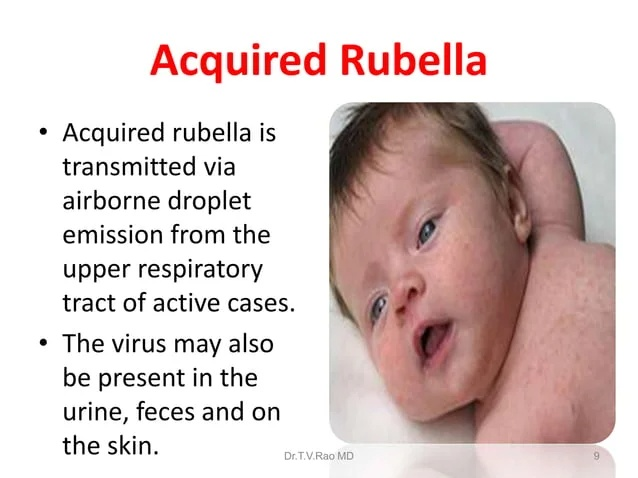 Acquired Rubella
• Acquired rubella is
transmitted via
airborne droplet
emission from the
upper respiratory
tract of active cases.
• The virus may also
be present in the
urine, feces and on
the skin.
Dr.T.V.Rao MD
9